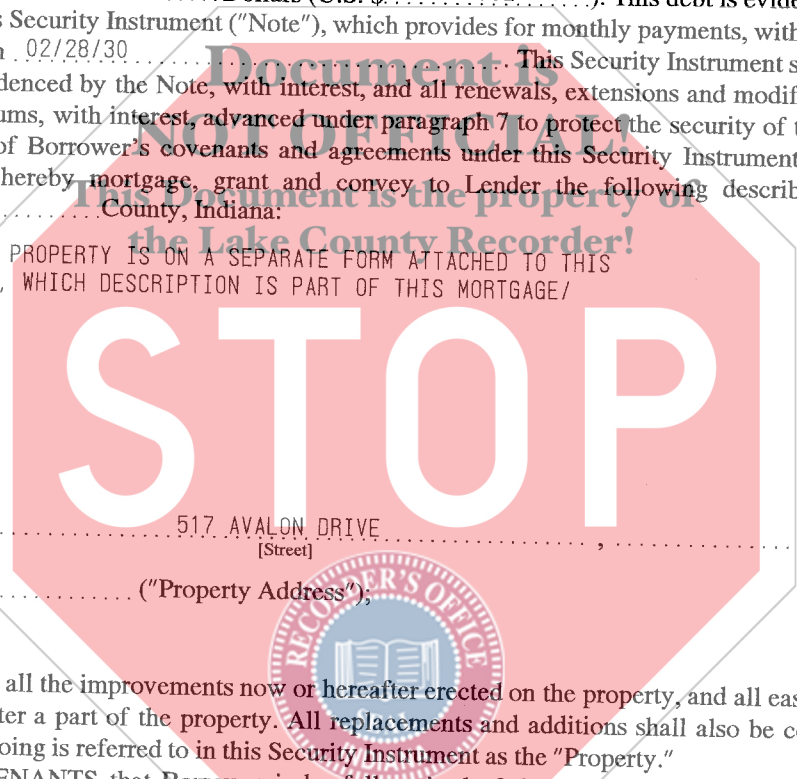 Dollars (U.S. $....................). This debt is evide
s Security Instrument ("Note"), which provides for monthly payments, with
02/28/30 .................................... This Security Instrument s
denced by the Note, with interest, and all renewals, extensions and modif
ums, with interest, advanced under paragraph 7 to protect the security of t
of Borrower's covenants and agreements under this Security Instrument
hereby mortgage, grant and convey to Lender the following describ
.......... County, Indiana:
Document is
NOT OFFICIAL!
This Document is the property of
the Lake County Recorder!
PROPERTY IS ON A SEPARATE FORM ATTACHED TO THIS
, WHICH DESCRIPTION IS PART OF THIS MORTGAGE/
STOP
517 AVALON DRIVE ,
[Street]
............ ("Property Address");
RECORDER'S OFFICE
all the improvements now or hereafter erected on the property, and all eas
ter a part of the property. All replacements and additions shall also be c
oing is referred to in this Security Instrument as the "Property."